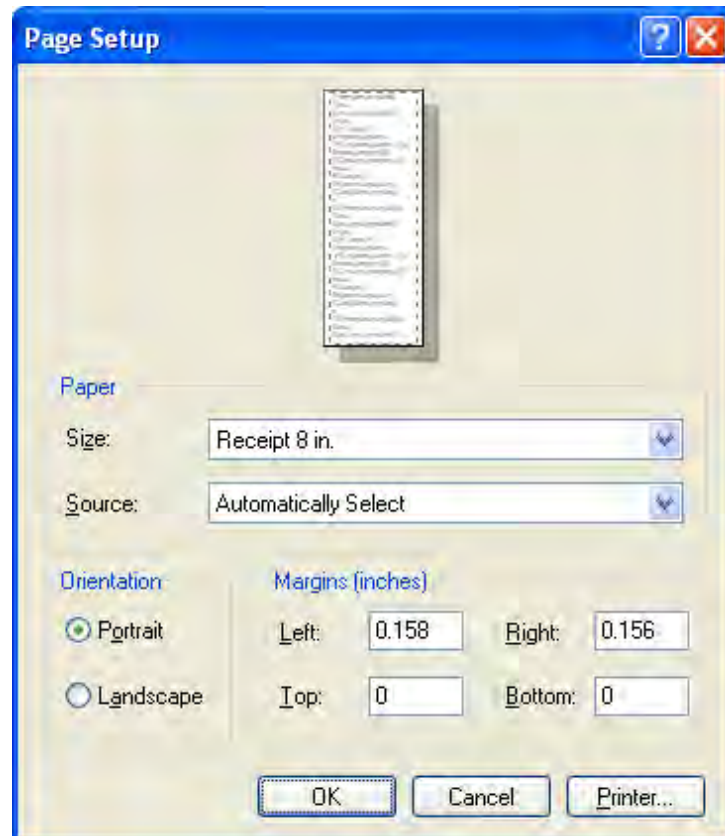 Page Setup
Paper
Size: Receipt 8 in.
Source: Automatically Select
Orientation Margins (inches)
Portrait Left: 0.158 Right: 0.156
Landscape Top: 0 Bottom: 0
OK Cancel Printer...